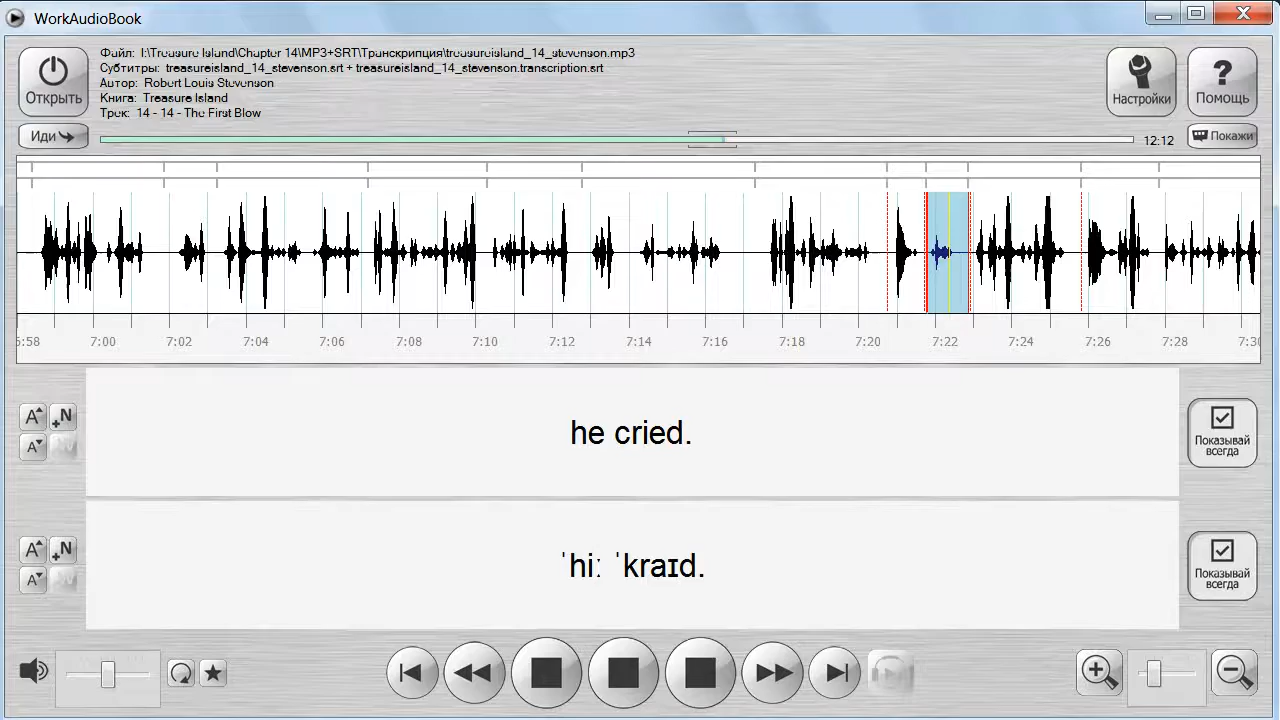 WorkAudioBook
Файл: I:\Treasure Island\Chapter 14\MP3+SRT\Транскрипция\treasureisland_14_stevenson.mp3
Субтитры: treasureisland_14_stevenson.srt + treasureisland_14_stevenson.transcription.srt
Автор: Robert Louis Stevenson
Книга: Treasure Island
Трек: 14 - 14 - The First Blow
Открыть
Настройки
Помощь
Иди
12:12
Покажи
6:58 7:00 7:02 7:04 7:06 7:08 7:10 7:12 7:14 7:16 7:18 7:20 7:22 7:24 7:26 7:28 7:30
A N
A
he cried.
Показывай
всегда
A N
A
ˈhiː ˈkraɪd.
Показывай
всегда